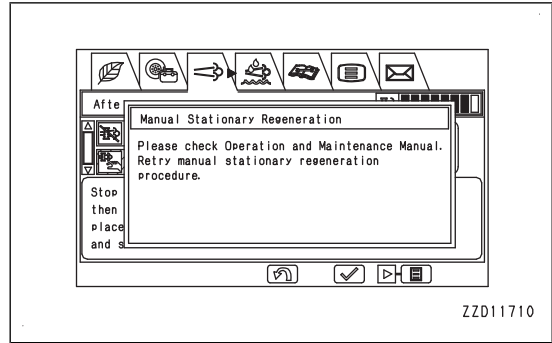 Afte
Manual Stationary Regeneration
Please check Operation and Maintenance Manual.
Retry manual stationary regeneration
procedure.
Stop
then
place
and s
ZZD11710